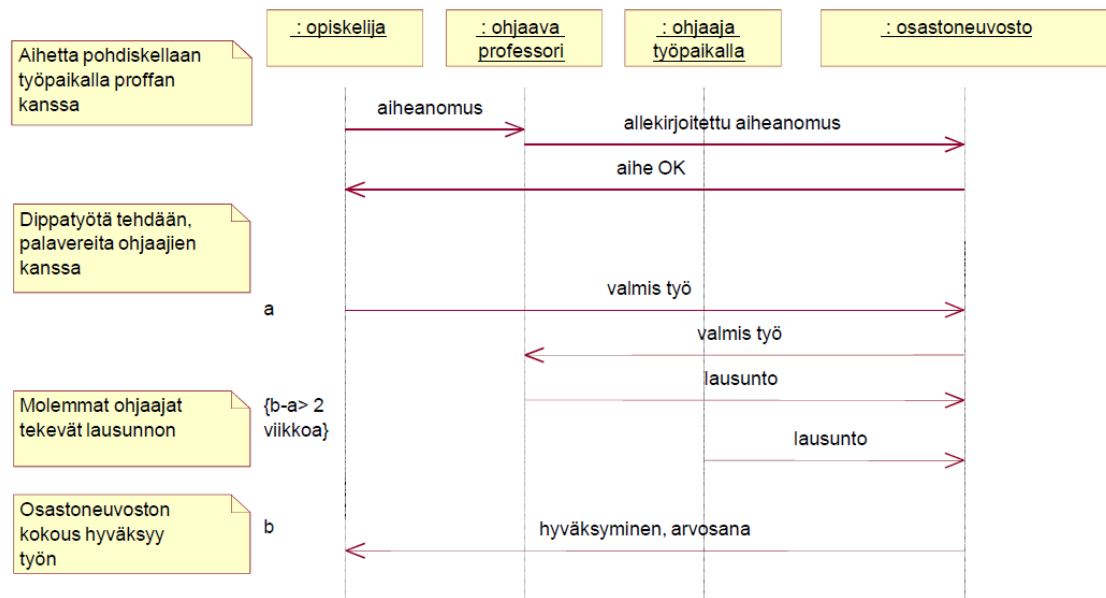 : opiskelija
: ohjaava
professori
: ohjaaja
työpaikalla
: osastoneuvosto
Aihetta pohdiskellaan
työpaikalla proffan
kanssa
aiheanomus
allekirjoitettu aiheanomus
aihe OK
Dippatyötä tehdään,
palavereita ohjaajien
kanssa
a
valmis työ
valmis työ
Molemmat ohjaajat
tekevät lausunnon
{b-a> 2
viikkoa}
lausunto
lausunto
Osastoneuvoston
kokous hyväksyy
työn
b
hyväksyminen, arvosana